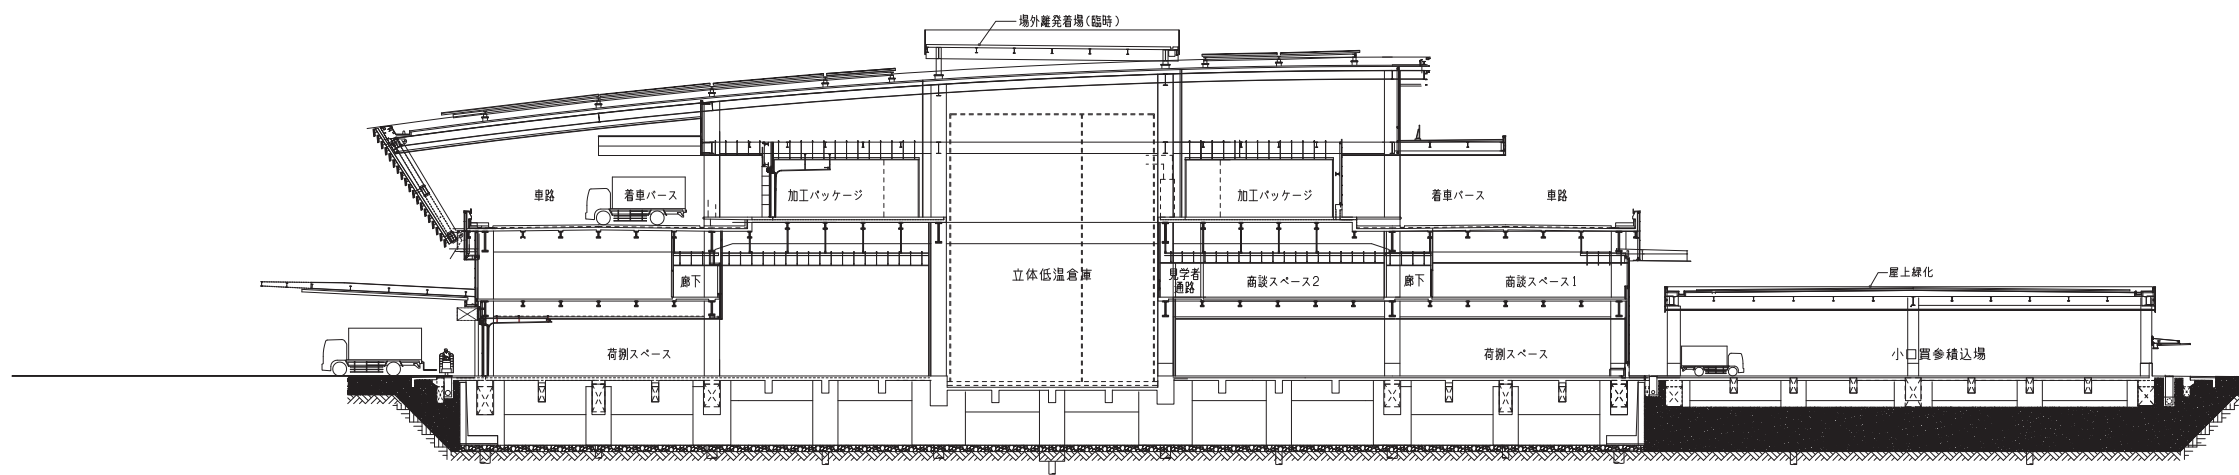 場外離発着場(臨時)
車路
着車バース
加工パッケージ
加工パッケージ
着車バース
車路
廊下
立体低温倉庫
見学者
通路
商談スペース2
廊下
商談スペース1
屋上緑化
荷捌スペース
荷捌スペース
小口買参積込場